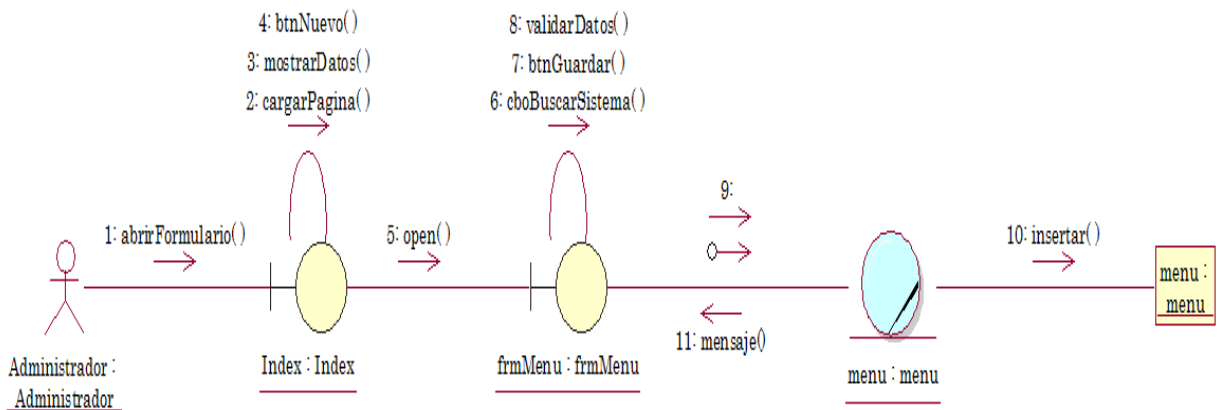 4: btnNuevo( )
3: mostrarDatos( )
2: cargarPagina( )
8: validarDatos( )
7: btnGuardar( )
6: cboBuscarSistema( )
1: abrirFormulario( )
5: open( )
9:
10: insertar( )
11: mensaje()
Administrador :
Administrador
Index : Index
frmMenu : frmMenu
menu : menu
menu :
menu